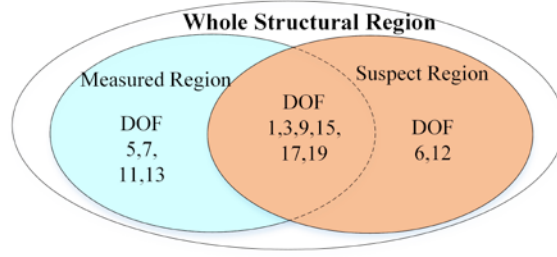 Whole Structural Region
Measured Region
DOF
5,7,
11,13
DOF
1,3,9,15,
17,19
Suspect Region
DOF
6,12